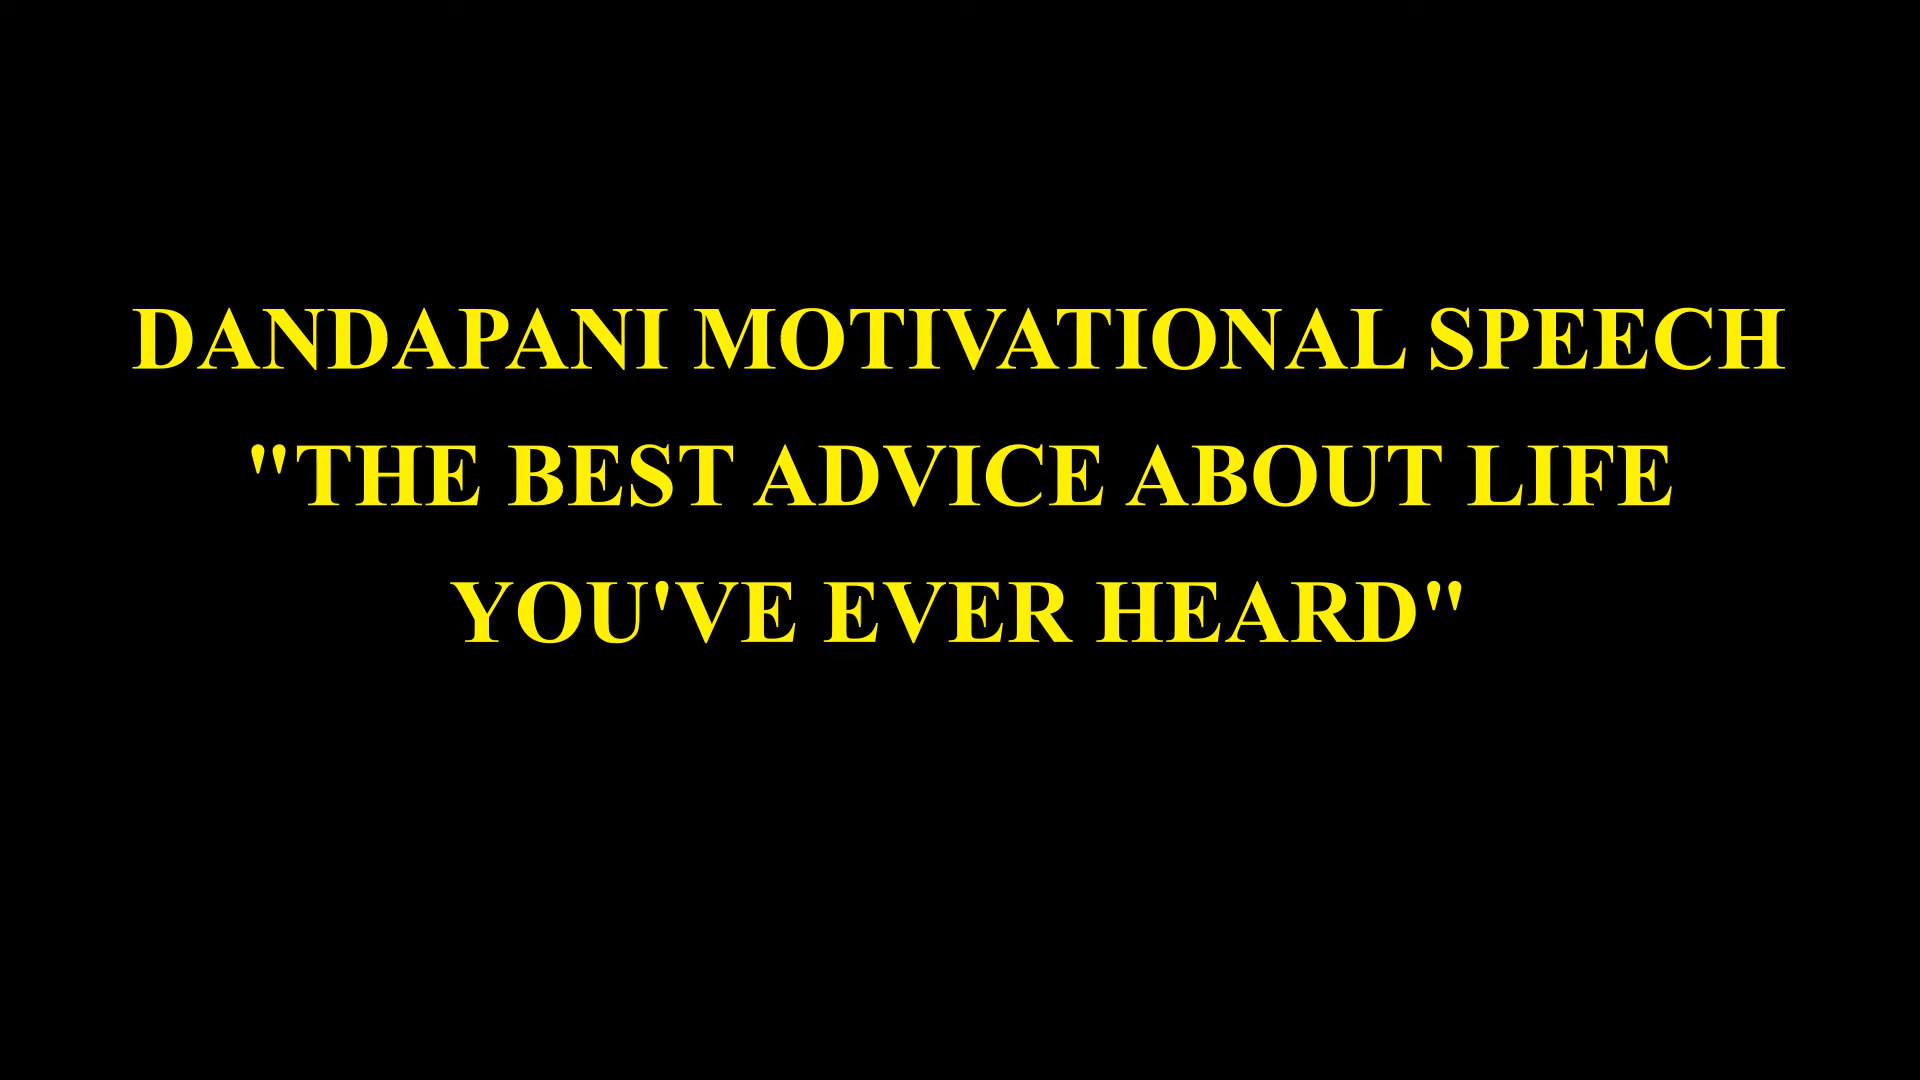 DANDAPANI MOTIVATIONAL SPEECH
"THE BEST ADVICE ABOUT LIFE
YOU'VE EVER HEARD"